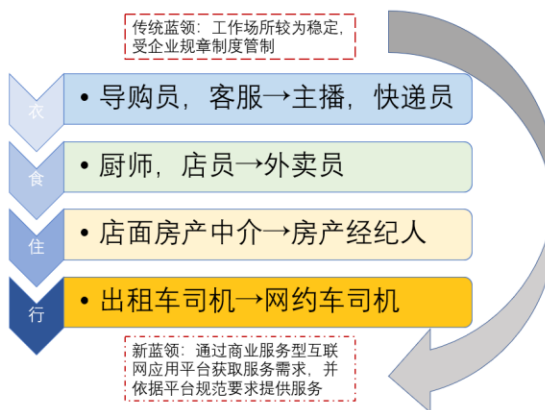 传统蓝领：工作场所较为稳定，
受企业规章制度管制
衣
• 导购员，客服→主播，快递员
食
• 厨师，店员→外卖员
住
• 店面房产中介→房产经纪人
行
• 出租车司机→网约车司机
新蓝领：通过商业服务型互联
网应用平台获取服务需求，并
依据平台规范要求提供服务